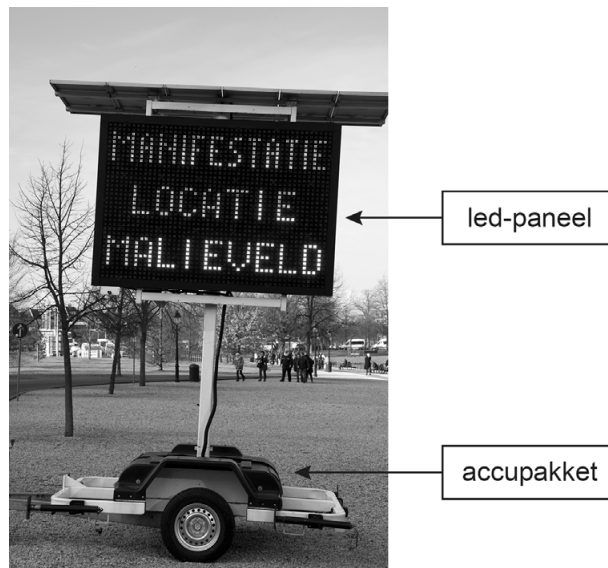 MANIFESTATIE
LOCATIE
MALIEVELD
led-paneel
accupakket